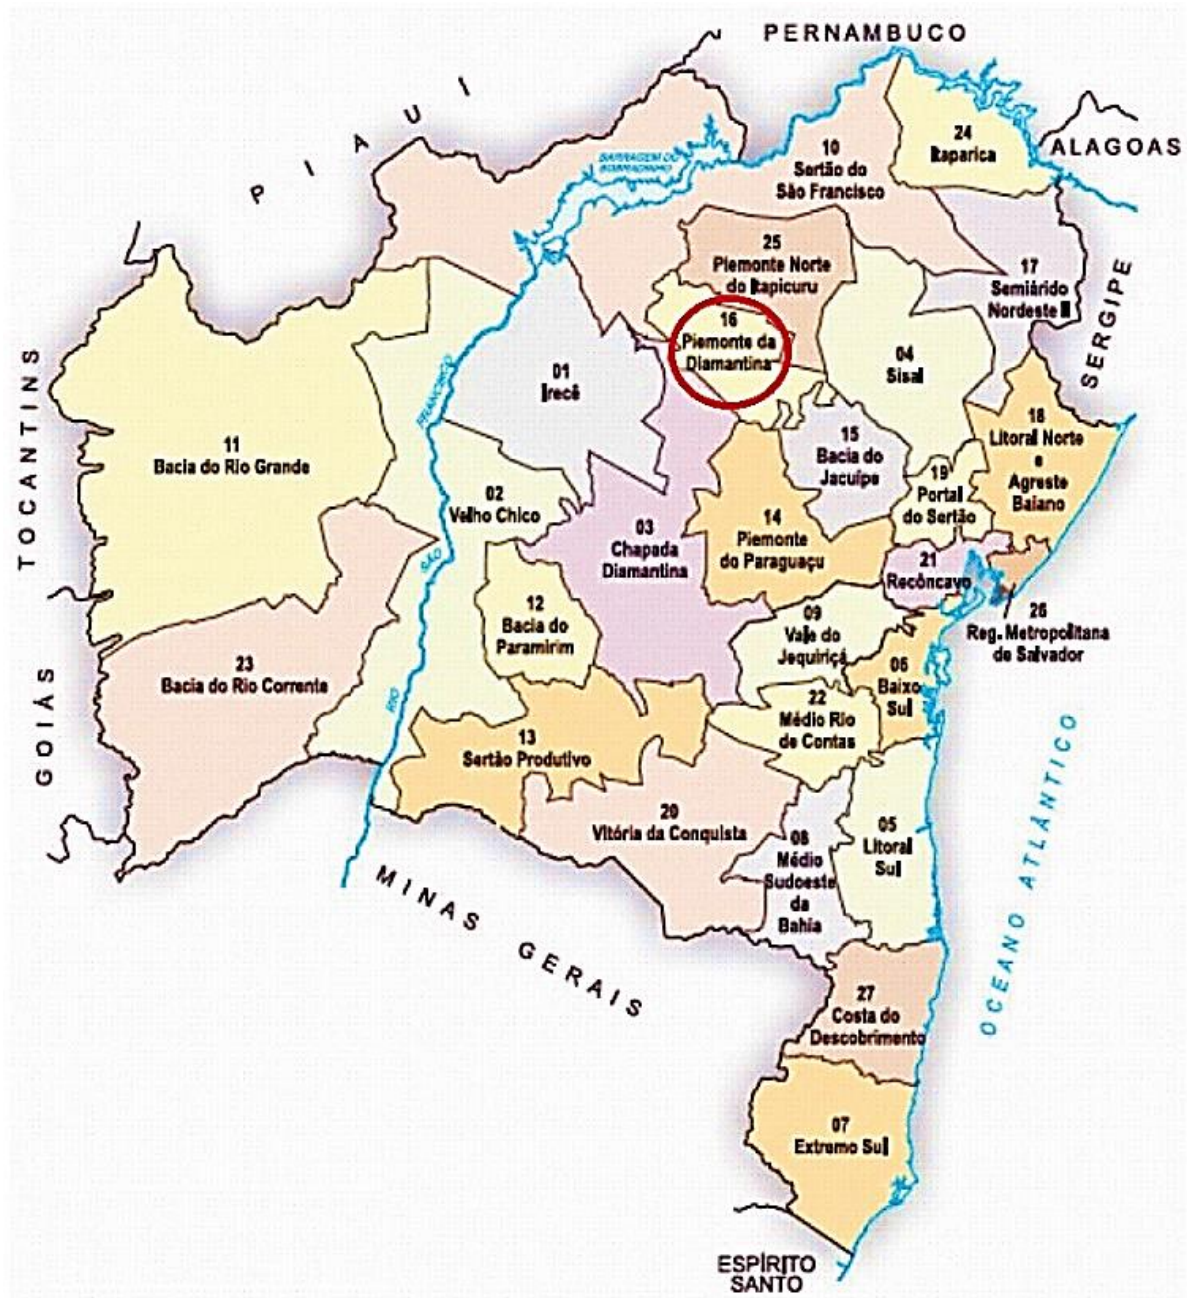 PERNAMBUCO
PIAUI
ALAGOAS
24
Itaparica
BARRAGEM DO
SOBRADINHO
10
Sertão do
São Francisco
25
Piemonte Norte
do Itapicuru
17
Semiárido
Nordeste II
SERGIPE
16
Piemonte da
Diamantina
04
Sisal
01
Irecê
FRANCISCO
TOCANTINS
11
Bacia do Rio Grande
18
Litoral Norte
e
Agreste
Baiano
15
Bacia do
Jacuípe
19
Portal
do Sertão
02
Velho Chico
03
Chapada
Diamantina
14
Piemonte
do Paraguaçu
21
Recôncavo
SÃO
12
Bacia do
Paramirim
09
Vale do
Jequiriçá
26
Reg. Metropolitana
de Salvador
23
Bacia do Rio Corrente
06
Baixo
Sul
RIO
GOIÁS
22
Médio Rio
de Contas
13
Sertão Produtivo
OCEANO ATLÂNTICO
20
Vitória da Conquista
05
Litoral
Sul
08
Médio
Sudoeste
da
Bahia
MINAS GERAIS
27
Costa do
Descobrimento
07
Extremo Sul
ESPÍRITO
SANTO